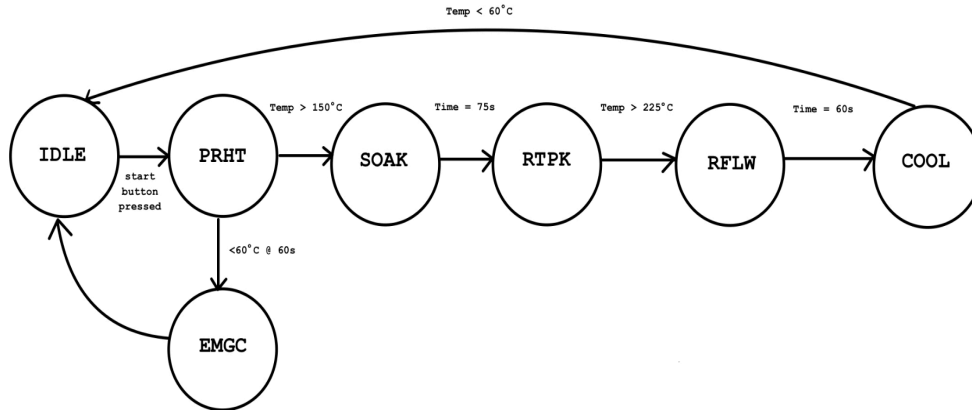 Temp < 60°C
Temp > 150°C
Time = 75s
Temp > 225°C
Time = 60s
IDLE
PRHT
SOAK
RTPK
RFLW
COOL
start
button
pressed
<60°C @ 60s
EMGC